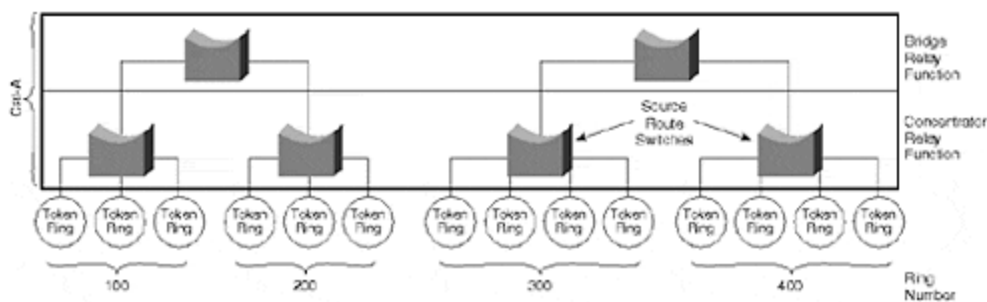 Bridge
Relay
Function
Source
Route
Switches
Concentrator
Relay
Function
Token
Ring
Token
Ring
Token
Ring
Token
Ring
Token
Ring
Token
Ring
Token
Ring
Token
Ring
Token
Ring
Token
Ring
Token
Ring
Token
Ring
Token
Ring
Token
Ring
100
200
300
400
Ring
Number